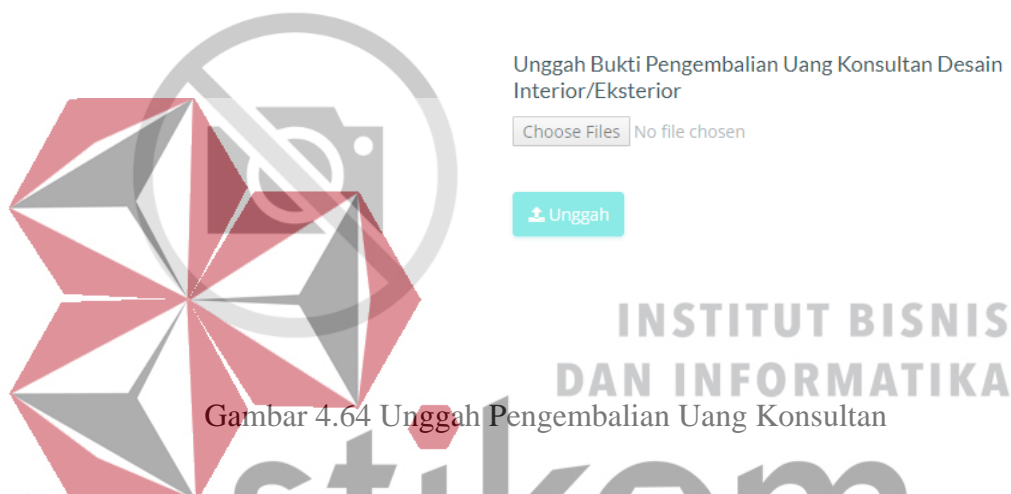 Unggah Bukti Pengembalian Uang Konsultan Desain
Interior/Eksterior
Choose Files No file chosen
Unggah
INSTITUT BISNIS
DAN INFORMATIKA
Gambar 4.64 Unggah Pengembalian Uang Konsultan
stikom